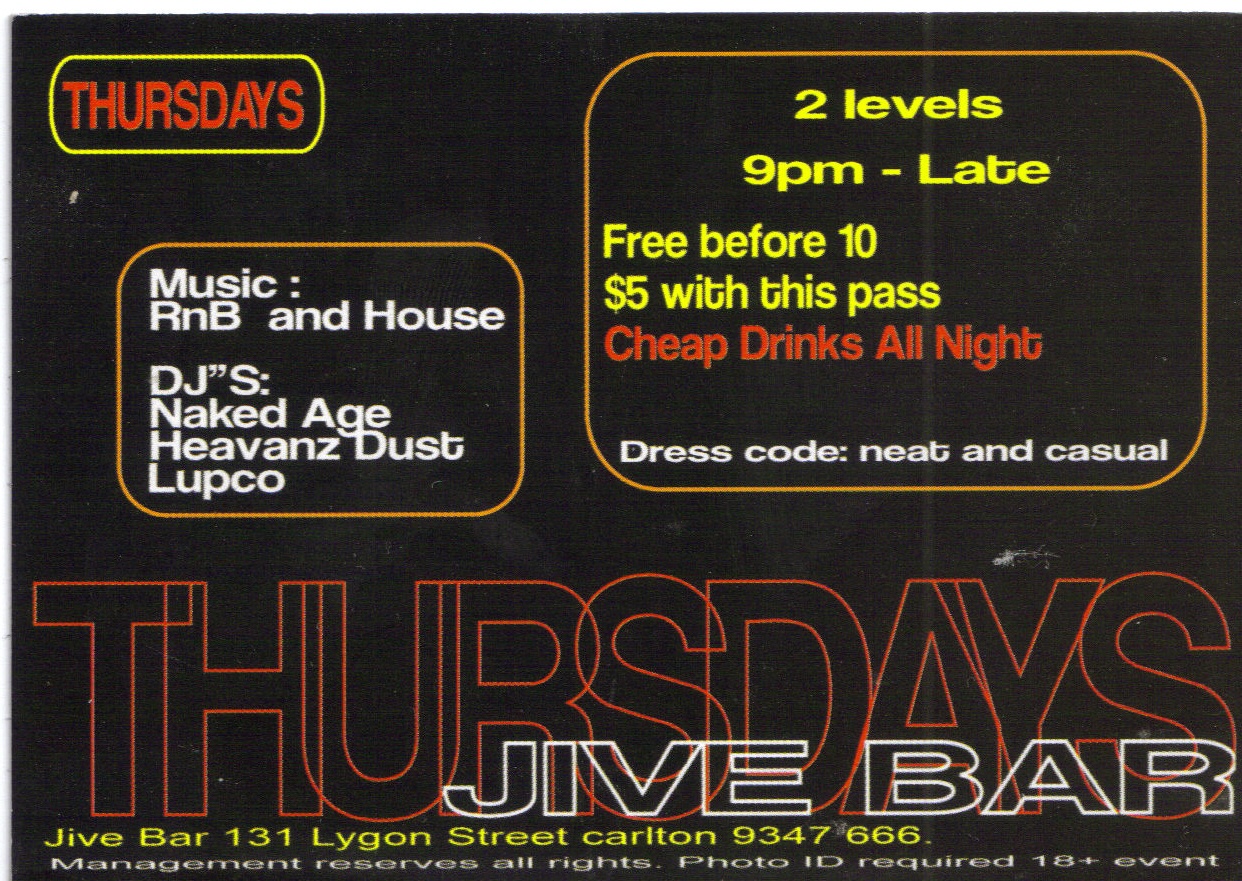 THURSDAYS
2 levels
9pm - Late
Free before 10
$5 with this pass
Cheap Drinks All Night
Dress code: neat and casual
Music :
RnB and House
DJ"S:
Naked Age
Heavanz Dust
Lupco
THURSDAYS
JIVE BAR
Jive Bar 131 Lygon Street carlton 9347 666.
Management reserves all rights. Photo ID required 18+ event